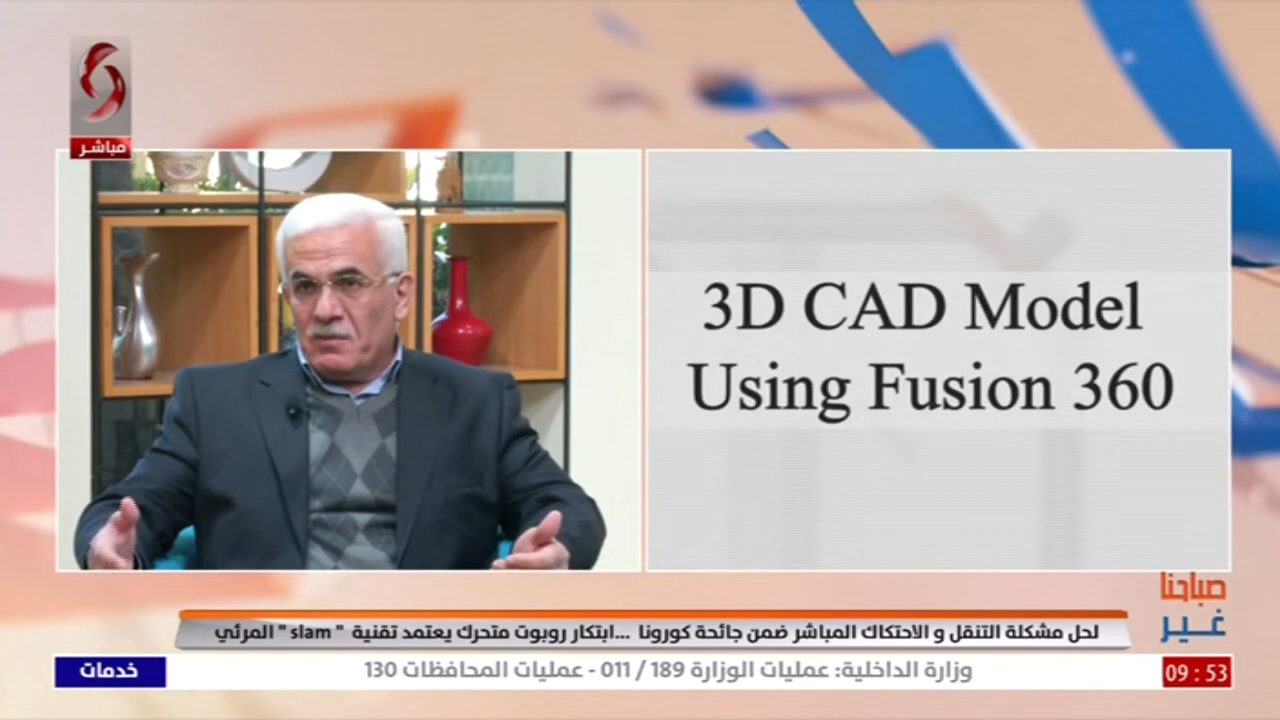 مباشر
3D CAD Model
Using Fusion 360
صباحنا
غير
لحل مشكلة التنقل و الاحتكاك المباشر ضمن جائحة كورونا ...ابتكار روبوت متحرك يعتمد تقنية " slam " المرئي
خدمات
وزارة الداخلية: عمليات الوزارة 189 / 011 - عمليات المحافظات 130
09 : 53